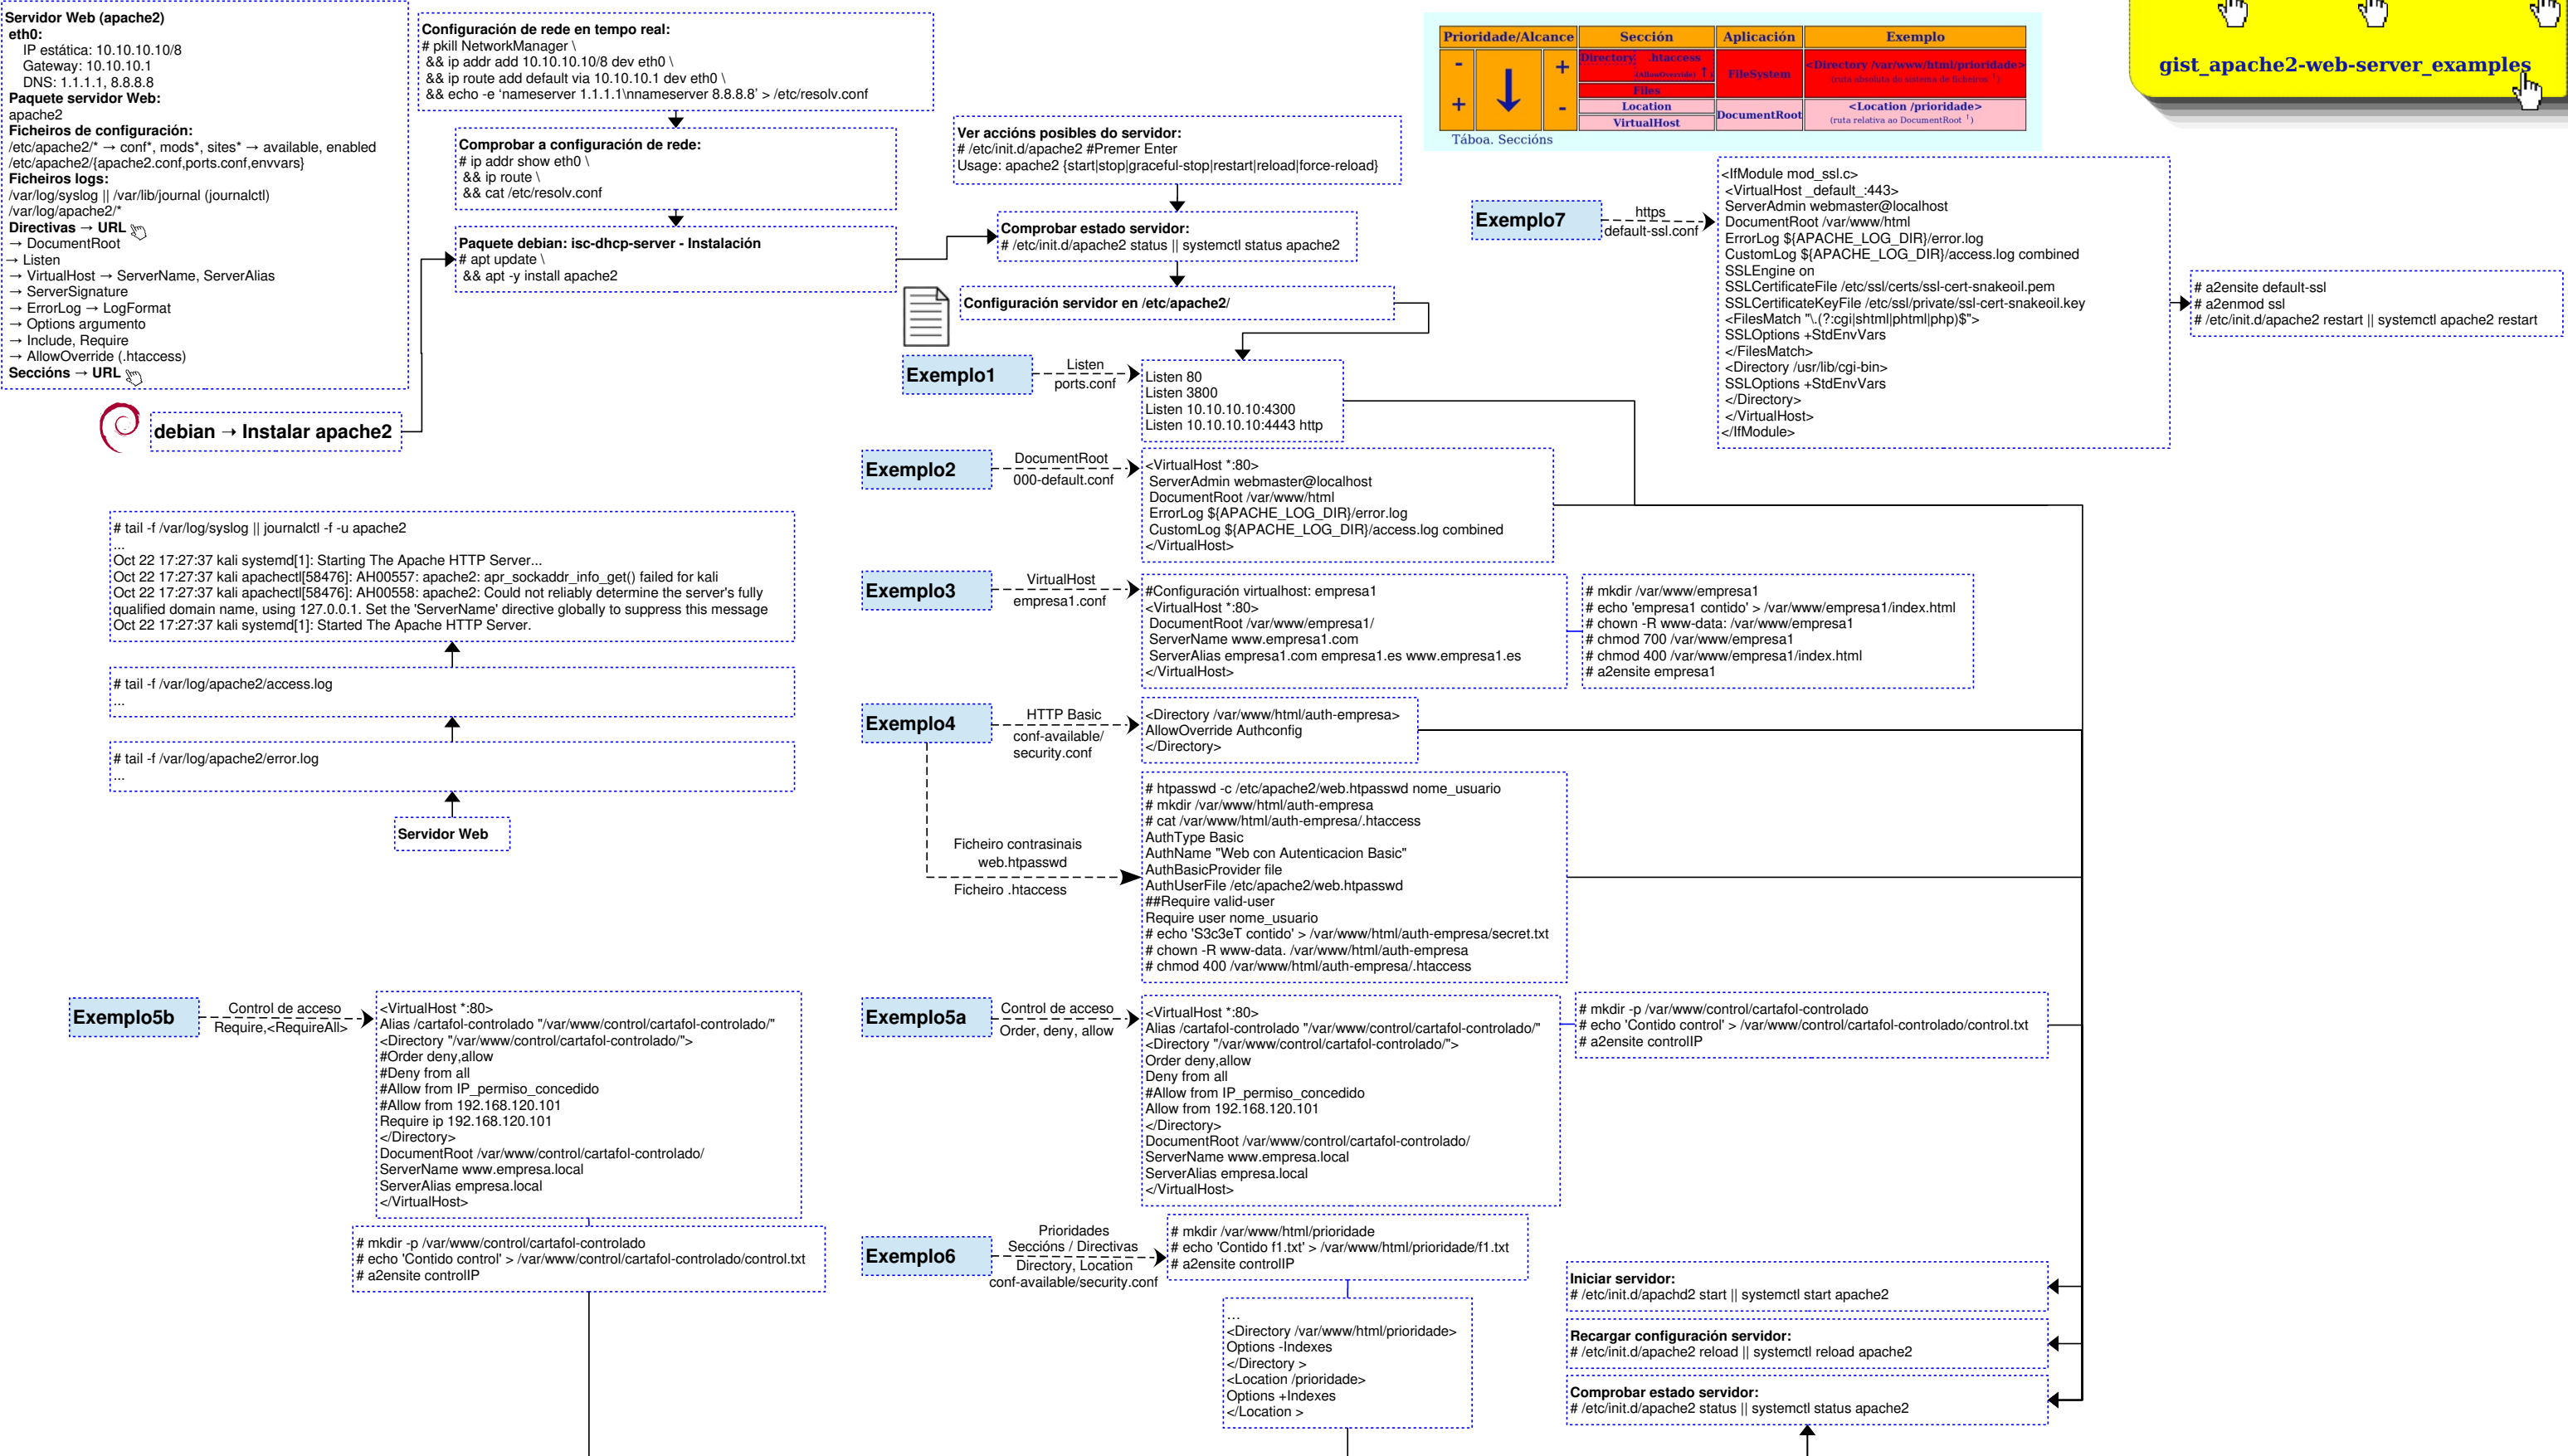 Servidor Web (apache2)
eth0:
IP estática: 10.10.10.10/8
Gateway: 10.10.10.1
DNS: 1.1.1.1, 8.8.8.8
Paquete servidor Web:
apache2
Ficheiros de configuración:
/etc/apache2/* → conf*, mods*, sites* → available, enabled
/etc/apache2/{apache2.conf,ports.conf,envvars}
Ficheiros logs:
/var/log/syslog || /var/lib/journal (journalctl)
/var/log/apache2/*
Directivas → URL
→ DocumentRoot
→ Listen
→ VirtualHost → ServerName, ServerAlias
→ ServerSignature
→ ErrorLog → LogFormat
→ Options argumento
→ Include, Require
→ AllowOverride (.htaccess)
Seccións → URL
debian → Instalar apache2
Configuración de rede en tempo real:
# pkill NetworkManager \
&& ip addr add 10.10.10.10/8 dev eth0 \
&& ip route add default via 10.10.10.1 dev eth0 \
&& echo -e ‘nameserver 1.1.1.1\nnameserver 8.8.8.8’ > /etc/resolv.conf
Comprobar a configuración de rede:
# ip addr show eth0 \
&& ip route \
&& cat /etc/resolv.conf
Paquete debian: isc-dhcp-server - Instalación
# apt update \
&& apt -y install apache2
Ver accións posibles do servidor:
# /etc/init.d/apache2 #Premer Enter
Usage: apache2 {start|stop|graceful-stop|restart|reload|force-reload}
Comprobar estado servidor:
# /etc/init.d/apache2 status || systemctl status apache2
Configuración servidor en /etc/apache2/
Prioridade/Alcance Sección Aplicación Exemplo
- + ↓ + -
Directory .htaccess
(AllowOverride) ↑
Files
FileSystem
<Directory /var/www/html/prioridade>
(ruta absoluta do sistema de ficheiros ↑)
Location
VirtualHost
DocumentRoot
<Location /prioridade>
(ruta relativa ao DocumentRoot ↑)
Táboa. Seccións
gist_apache2-web-server_examples
Exemplo7
https
default-ssl.conf
<IfModule mod_ssl.c>
<VirtualHost _default_:443>
ServerAdmin webmaster@localhost
DocumentRoot /var/www/html
ErrorLog ${APACHE_LOG_DIR}/error.log
CustomLog ${APACHE_LOG_DIR}/access.log combined
SSLEngine on
SSLCertificateFile /etc/ssl/certs/ssl-cert-snakeoil.pem
SSLCertificateKeyFile /etc/ssl/private/ssl-cert-snakeoil.key
<FilesMatch "\.(?:cgi|shtml|phtml|php)$">
SSLOptions +StdEnvVars
</FilesMatch>
<Directory /usr/lib/cgi-bin>
SSLOptions +StdEnvVars
</Directory>
</VirtualHost>
</IfModule>
# a2ensite default-ssl
# a2enmod ssl
# /etc/init.d/apache2 restart || systemctl apache2 restart
Exemplo1
Listen
ports.conf
Listen 80
Listen 3800
Listen 10.10.10.10:4300
Listen 10.10.10.10:4443 http
Exemplo2
DocumentRoot
000-default.conf
<VirtualHost *:80>
ServerAdmin webmaster@localhost
DocumentRoot /var/www/html
ErrorLog ${APACHE_LOG_DIR}/error.log
CustomLog ${APACHE_LOG_DIR}/access.log combined
</VirtualHost>
Exemplo3
VirtualHost
empresa1.conf
#Configuración virtualhost: empresa1
<VirtualHost *:80>
DocumentRoot /var/www/empresa1/
ServerName www.empresa1.com
ServerAlias empresa1.com empresa1.es www.empresa1.es
</VirtualHost>
# mkdir /var/www/empresa1
# echo 'empresa1 contido' > /var/www/empresa1/index.html
# chown -R www-data: /var/www/empresa1
# chmod 700 /var/www/empresa1
# chmod 400 /var/www/empresa1/index.html
# a2ensite empresa1
Exemplo4
HTTP Basic
conf-available/
security.conf
<Directory /var/www/html/auth-empresa>
AllowOverride Authconfig
</Directory>
Ficheiro contrasinais
web.htpasswd
Ficheiro .htaccess
# htpasswd -c /etc/apache2/web.htpasswd nome_usuario
# mkdir /var/www/html/auth-empresa
# cat /var/www/html/auth-empresa/.htaccess
AuthType Basic
AuthName "Web con Autenticacion Basic"
AuthBasicProvider file
AuthUserFile /etc/apache2/web.htpasswd
##Require valid-user
Require user nome_usuario
# echo 'S3c3eT contido' > /var/www/html/auth-empresa/secret.txt
# chown -R www-data. /var/www/html/auth-empresa
# chmod 400 /var/www/html/auth-empresa/.htaccess
# tail -f /var/log/syslog || journalctl -f -u apache2
...
Oct 22 17:27:37 kali systemd[1]: Starting The Apache HTTP Server...
Oct 22 17:27:37 kali apachectl[58476]: AH00557: apache2: apr_sockaddr_info_get() failed for kali
Oct 22 17:27:37 kali apachectl[58476]: AH00558: apache2: Could not reliably determine the server's fully
qualified domain name, using 127.0.0.1. Set the 'ServerName' directive globally to suppress this message
Oct 22 17:27:37 kali systemd[1]: Started The Apache HTTP Server.
# tail -f /var/log/apache2/access.log
...
# tail -f /var/log/apache2/error.log
...
Servidor Web
Exemplo5b
Control de acceso
Require,<RequireAll>
<VirtualHost *:80>
Alias /cartafol-controlado "/var/www/control/cartafol-controlado/"
<Directory "/var/www/control/cartafol-controlado/">
#Order deny,allow
#Deny from all
#Allow from IP_permiso_concedido
#Allow from 192.168.120.101
Require ip 192.168.120.101
</Directory>
DocumentRoot /var/www/control/cartafol-controlado/
ServerName www.empresa.local
ServerAlias empresa.local
</VirtualHost>
# mkdir -p /var/www/control/cartafol-controlado
# echo 'Contido control' > /var/www/control/cartafol-controlado/control.txt
# a2ensite controlIP
Exemplo5a
Control de acceso
Order, deny, allow
<VirtualHost *:80>
Alias /cartafol-controlado "/var/www/control/cartafol-controlado/"
<Directory "/var/www/control/cartafol-controlado/">
Order deny,allow
Deny from all
#Allow from IP_permiso_concedido
Allow from 192.168.120.101
</Directory>
DocumentRoot /var/www/control/cartafol-controlado/
ServerName www.empresa.local
ServerAlias empresa.local
</VirtualHost>
# mkdir -p /var/www/control/cartafol-controlado
# echo 'Contido control' > /var/www/control/cartafol-controlado/control.txt
# a2ensite controlIP
Exemplo6
Prioridades
Seccións / Directivas
Directory, Location
conf-available/security.conf
# mkdir /var/www/html/prioridade
# echo 'Contido f1.txt' > /var/www/html/prioridade/f1.txt
# a2ensite controlIP
...
<Directory /var/www/html/prioridade>
Options -Indexes
</Directory >
<Location /prioridade>
Options +Indexes
</Location >
Iniciar servidor:
# /etc/init.d/apachd2 start || systemctl start apache2
Recargar configuración servidor:
# /etc/init.d/apache2 reload || systemctl reload apache2
Comprobar estado servidor:
# /etc/init.d/apache2 status || systemctl status apache2